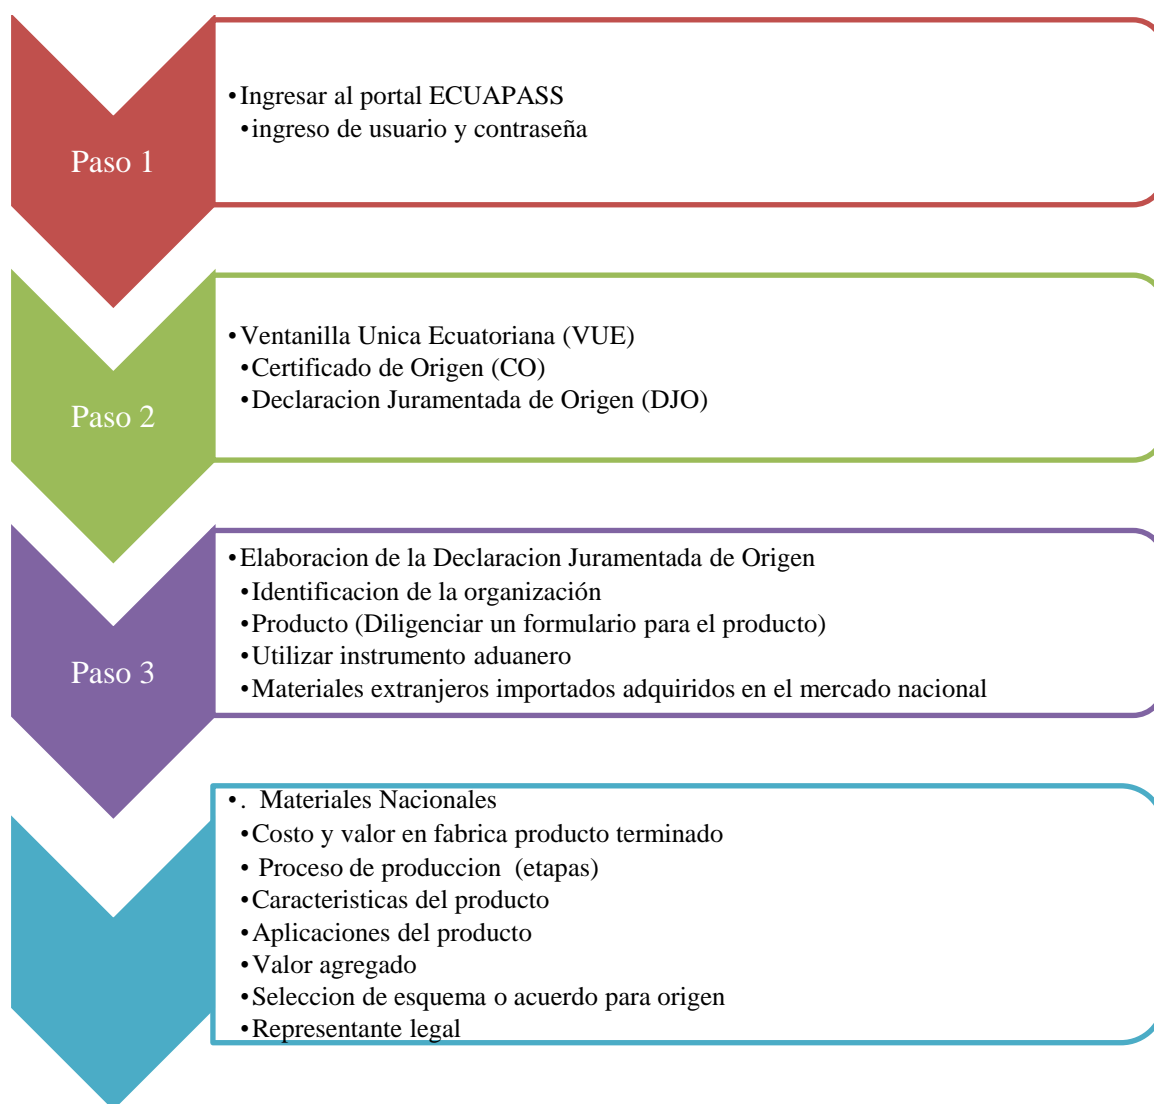 Paso 1
•Ingresar al portal ECUAPASS
•ingreso de usuario y contraseña
Paso 2
•Ventanilla Unica Ecuatoriana (VUE)
•Certificado de Origen (CO)
•Declaracion Juramentada de Origen (DJO)
Paso 3
•Elaboracion de la Declaracion Juramentada de Origen
•Identificacion de la organización
•Producto (Diligenciar un formulario para el producto)
•Utilizar instrumento aduanero
•Materiales extranjeros importados adquiridos en el mercado nacional
•. Materiales Nacionales
•Costo y valor en fabrica producto terminado
• Proceso de produccion (etapas)
•Caracteristicas del producto
•Aplicaciones del producto
•Valor agregado
•Seleccion de esquema o acuerdo para origen
•Representante legal